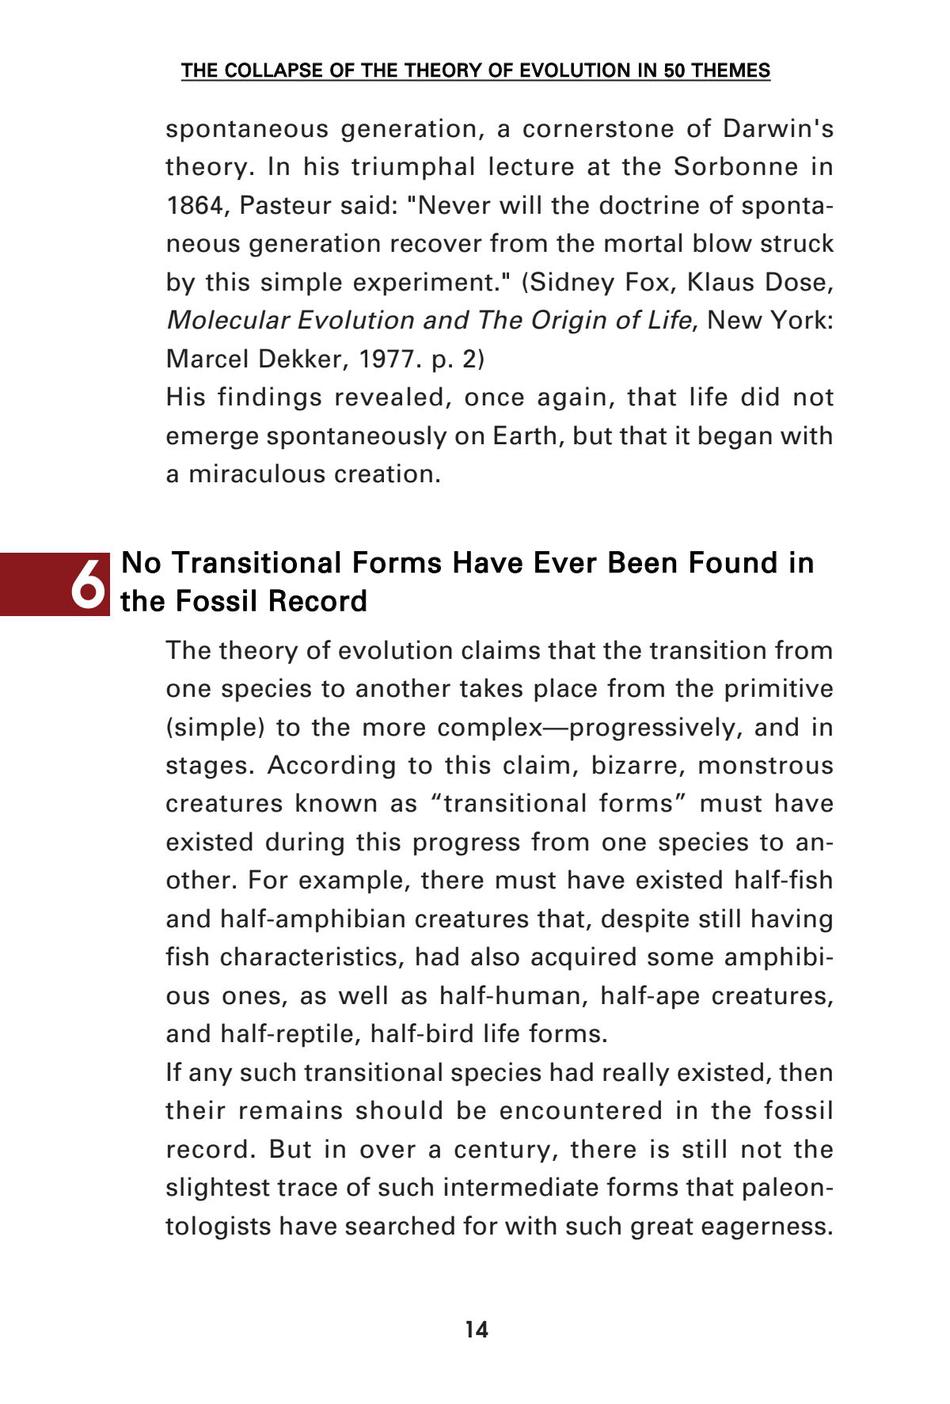 THE COLLAPSE OF THE THEORY OF EVOLUTION IN 50 THEMES
spontaneous generation, a cornerstone of Darwin's
theory. In his triumphal lecture at the Sorbonne in
1864, Pasteur said: "Never will the doctrine of sponta-
neous generation recover from the mortal blow struck
by this simple experiment." (Sidney Fox, Klaus Dose,
Molecular Evolution and The Origin of Life, New York:
Marcel Dekker, 1977. p. 2)
His findings revealed, once again, that life did not
emerge spontaneously on Earth, but that it began with
a miraculous creation.
6 No Transitional Forms Have Ever Been Found in
the Fossil Record
The theory of evolution claims that the transition from
one species to another takes place from the primitive
(simple) to the more complex—progressively, and in
stages. According to this claim, bizarre, monstrous
creatures known as “transitional forms” must have
existed during this progress from one species to an-
other. For example, there must have existed half-fish
and half-amphibian creatures that, despite still having
fish characteristics, had also acquired some amphibi-
ous ones, as well as half-human, half-ape creatures,
and half-reptile, half-bird life forms.
If any such transitional species had really existed, then
their remains should be encountered in the fossil
record. But in over a century, there is still not the
slightest trace of such intermediate forms that paleon-
tologists have searched for with such great eagerness.
14